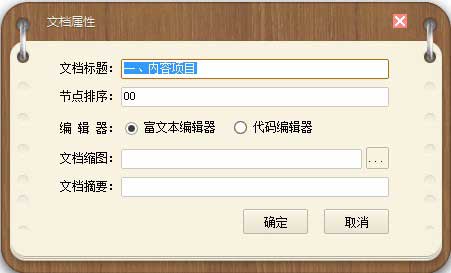 文档属性
文档标题： 一、内容项目
节点排序： 00
编 辑 器： 富文本编辑器 代码编辑器
文档缩图： ...
文档摘要：
确定 取消